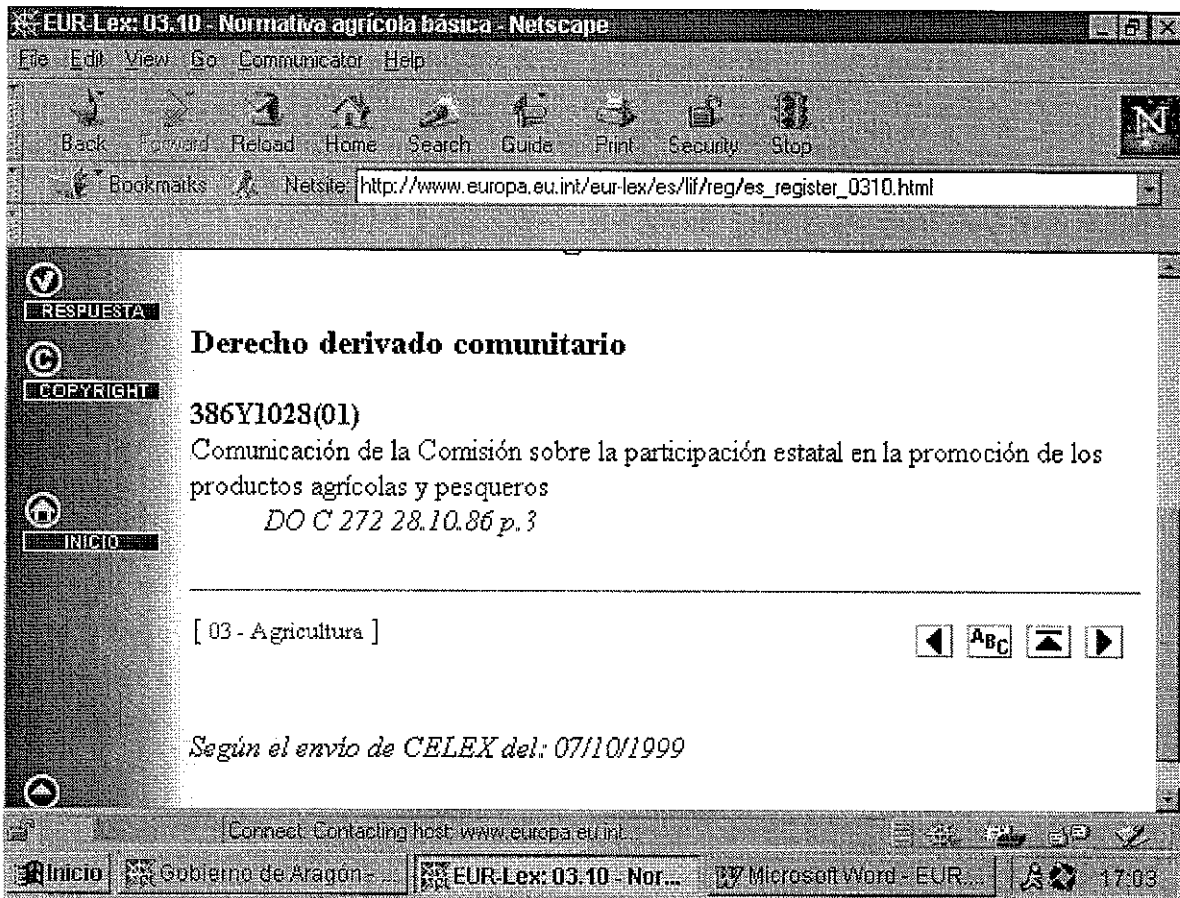 EUR-Lex: 03.10 - Normativa agrícola básica - Netscape
File Edit View Go Communicator Help
Back Forward Reload Home Search Guide Print Security Stop
Bookmarks Netsite: http://www.europa.eu.int/eur-lex/es/lif/reg/es_register_0310.html
N
RESPUESTA
COPYRIGHT
INICIO
Derecho derivado comunitario
386Y1028(01)
Comunicación de la Comisión sobre la participación estatal en la promoción de los
productos agrícolas y pesqueros
DO C 272 28.10.86 p.3
[ 03 - Agricultura ]
ABC
Según el envío de CELEX del: 07/10/1999
Connect: Contacting host: www.europa.eu.int...
Inicio Gobierno de Aragón - ... EUR-Lex: 03.10 - Nor... Microsoft Word - EUR... 17:03